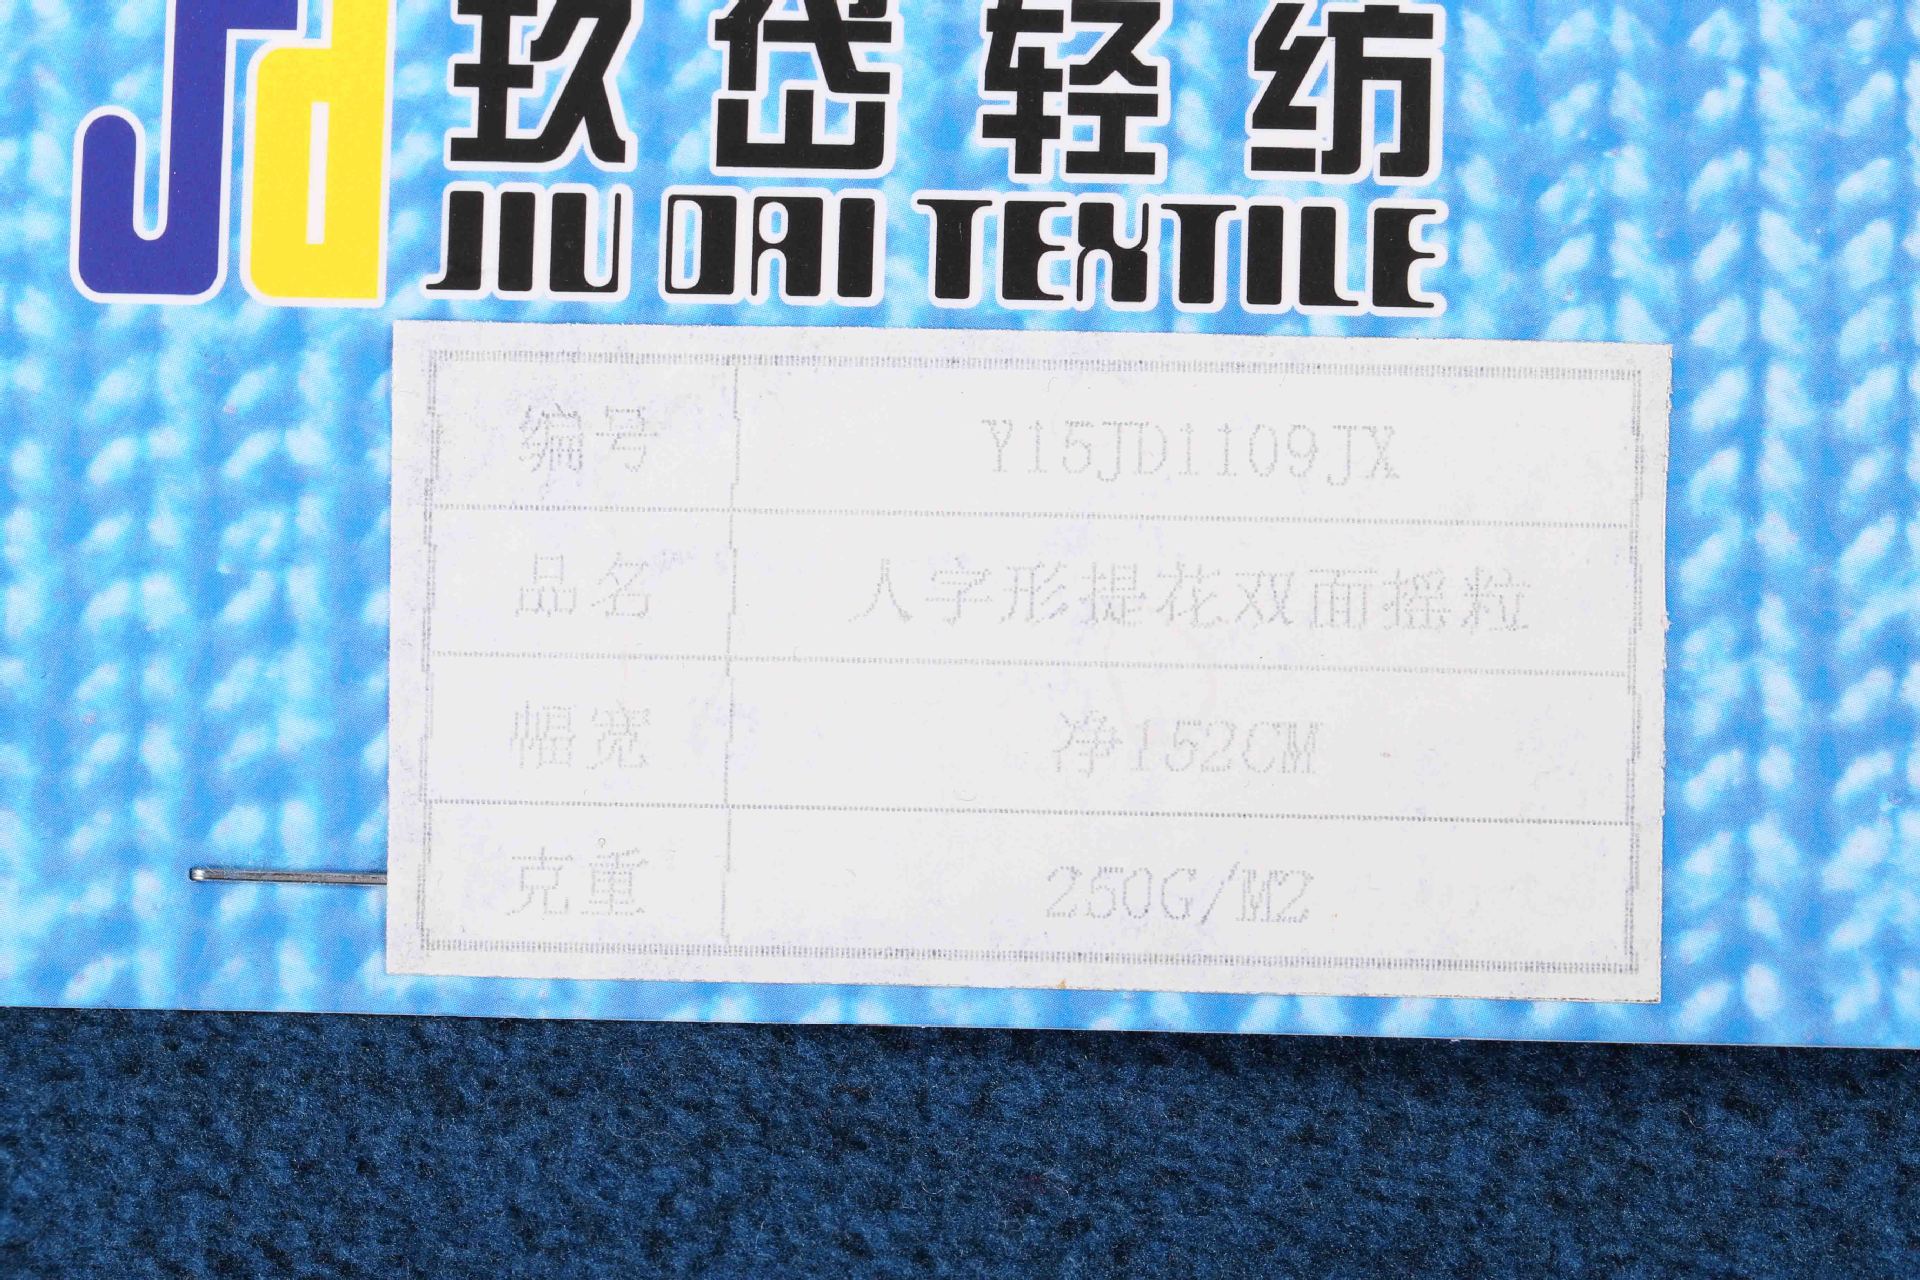 Jd
玖岱轻纺
JIU DAI TEXTILE
编号 Y15JD1109JX
品名 人字形提花双面摇粒
幅宽 净152CM
克重 250G/M2